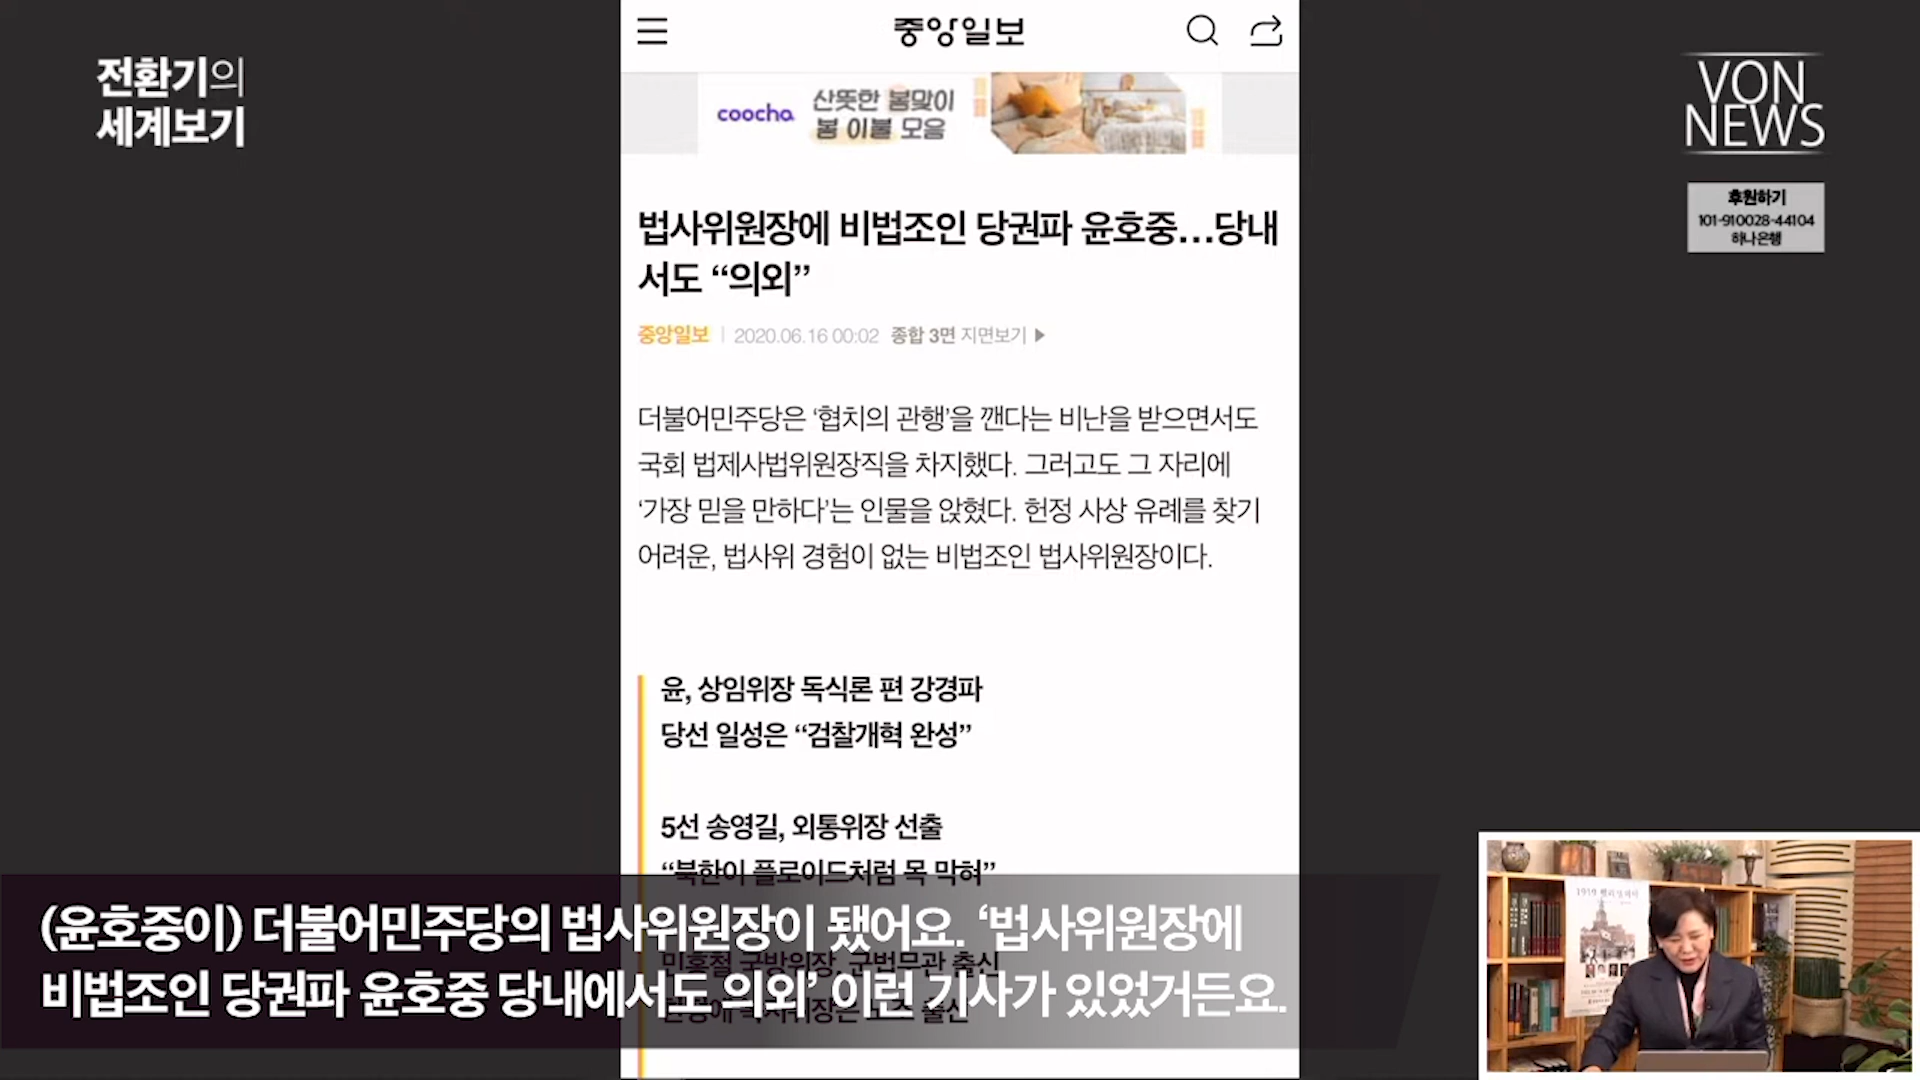 전환기의
세계보기
중앙일보
coocha
산뜻한 봄맞이
봄 이불 모음
VON
NEWS
후원하기
101-910028-44104
하나은행
법사위원장에 비법조인 당권파 윤호중…당내
서도 “의외”
중앙일보 | 2020.06.16 00:02 종합 3면 지면보기 ▶
더불어민주당은 ‘협치의 관행’을 깬다는 비난을 받으면서도
국회 법제사법위원장직을 차지했다. 그러고도 그 자리에
‘가장 믿을 만하다’는 인물을 앉혔다. 헌정 사상 유례를 찾기
어려운, 법사위 경험이 없는 비법조인 법사위원장이다.
윤, 상임위장 독식론 편 강경파
당선 일성은 “검찰개혁 완성”
5선 송영길, 외통위장 선출
“북한이 플로이드처럼 목 막혀”
민홍철 국방위장, 군법무관 출신
(윤호중이) 더불어민주당의 법사위원장이 됐어요. ‘법사위원장에
비법조인 당권파 윤호중 당내에서도 의외’ 이런 기사가 있었거든요.